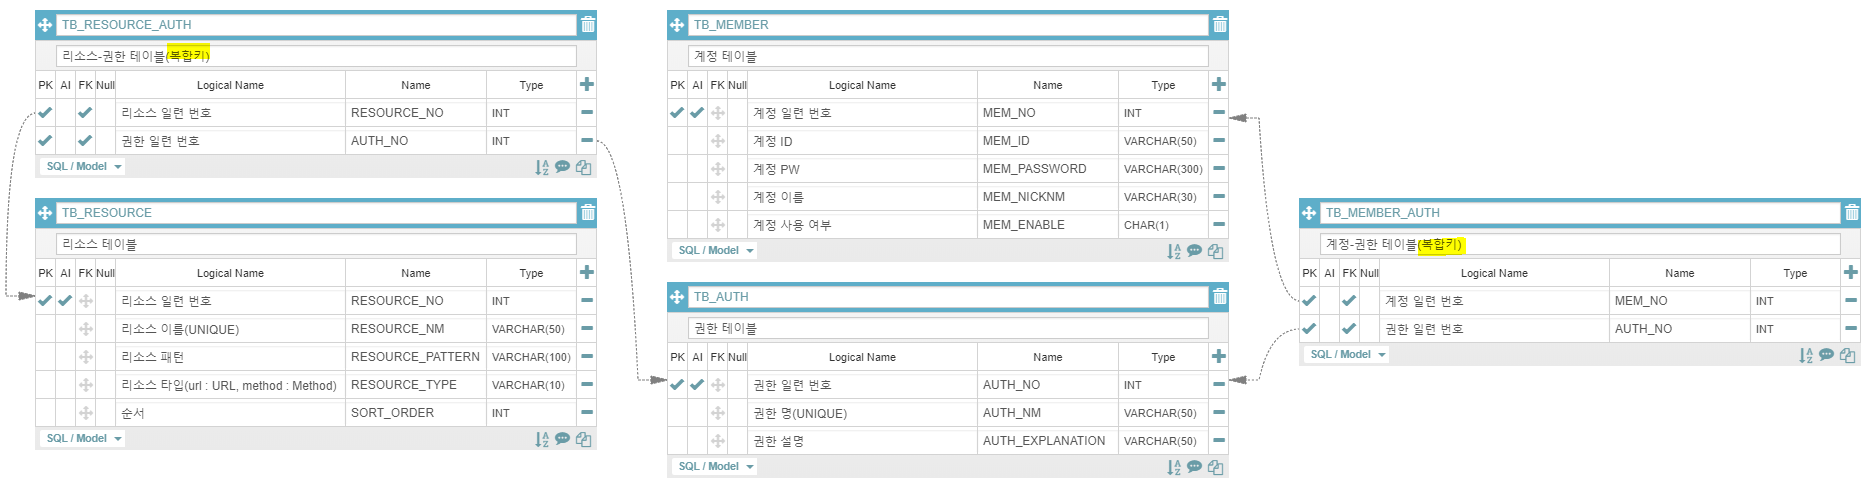 TB_RESOURCE_AUTH
리소스-권한 테이블(복합키)
PK AI FK Null Logical Name Name Type
리소스 일련 번호 RESOURCE_NO INT
권한 일련 번호 AUTH_NO INT
SQL / Model
TB_RESOURCE
리소스 테이블
PK AI FK Null Logical Name Name Type
리소스 일련 번호 RESOURCE_NO INT
리소스 이름(UNIQUE) RESOURCE_NM VARCHAR(50)
리소스 패턴 RESOURCE_PATTERN VARCHAR(100)
리소스 타입(url : URL, method : Method) RESOURCE_TYPE VARCHAR(10)
순서 SORT_ORDER INT
SQL / Model
TB_MEMBER
계정 테이블
PK AI FK Null Logical Name Name Type
계정 일련 번호 MEM_NO INT
계정 ID MEM_ID VARCHAR(50)
계정 PW MEM_PASSWORD VARCHAR(300)
계정 이름 MEM_NICKNM VARCHAR(30)
계정 사용 여부 MEM_ENABLE CHAR(1)
SQL / Model
TB_AUTH
권한 테이블
PK AI FK Null Logical Name Name Type
권한 일련 번호 AUTH_NO INT
권한 명(UNIQUE) AUTH_NM VARCHAR(50)
권한 설명 AUTH_EXPLANATION VARCHAR(50)
SQL / Model
TB_MEMBER_AUTH
계정-권한 테이블(복합키)
PK AI FK Null Logical Name Name Type
계정 일련 번호 MEM_NO INT
권한 일련 번호 AUTH_NO INT
SQL / Model